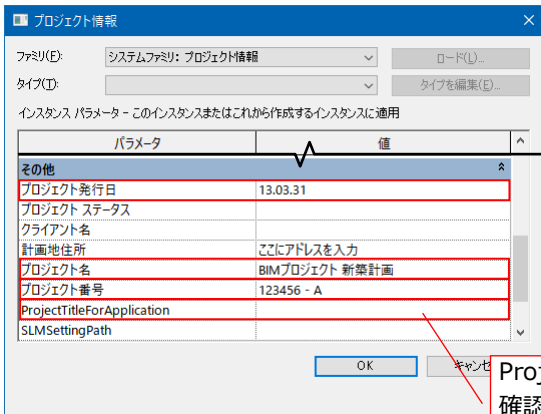 プロジェクト情報
ファミリ(F): システムファミリ: プロジェクト情報 ロード(L)...
タイプ(T): タイプを編集(E)...
インスタンス パラメータ - このインスタンスまたはこれから作成するインスタンスに適用
パラメータ 値
その他
プロジェクト発行日 13.03.31
プロジェクト ステータス
クライアント名
計画地住所 ここにアドレスを入力
プロジェクト名 BIMプロジェクト 新築計画
プロジェクト番号 123456 - A
ProjectTitleForApplication
SLMSettingPath
OK キャンセ
Proj
確認